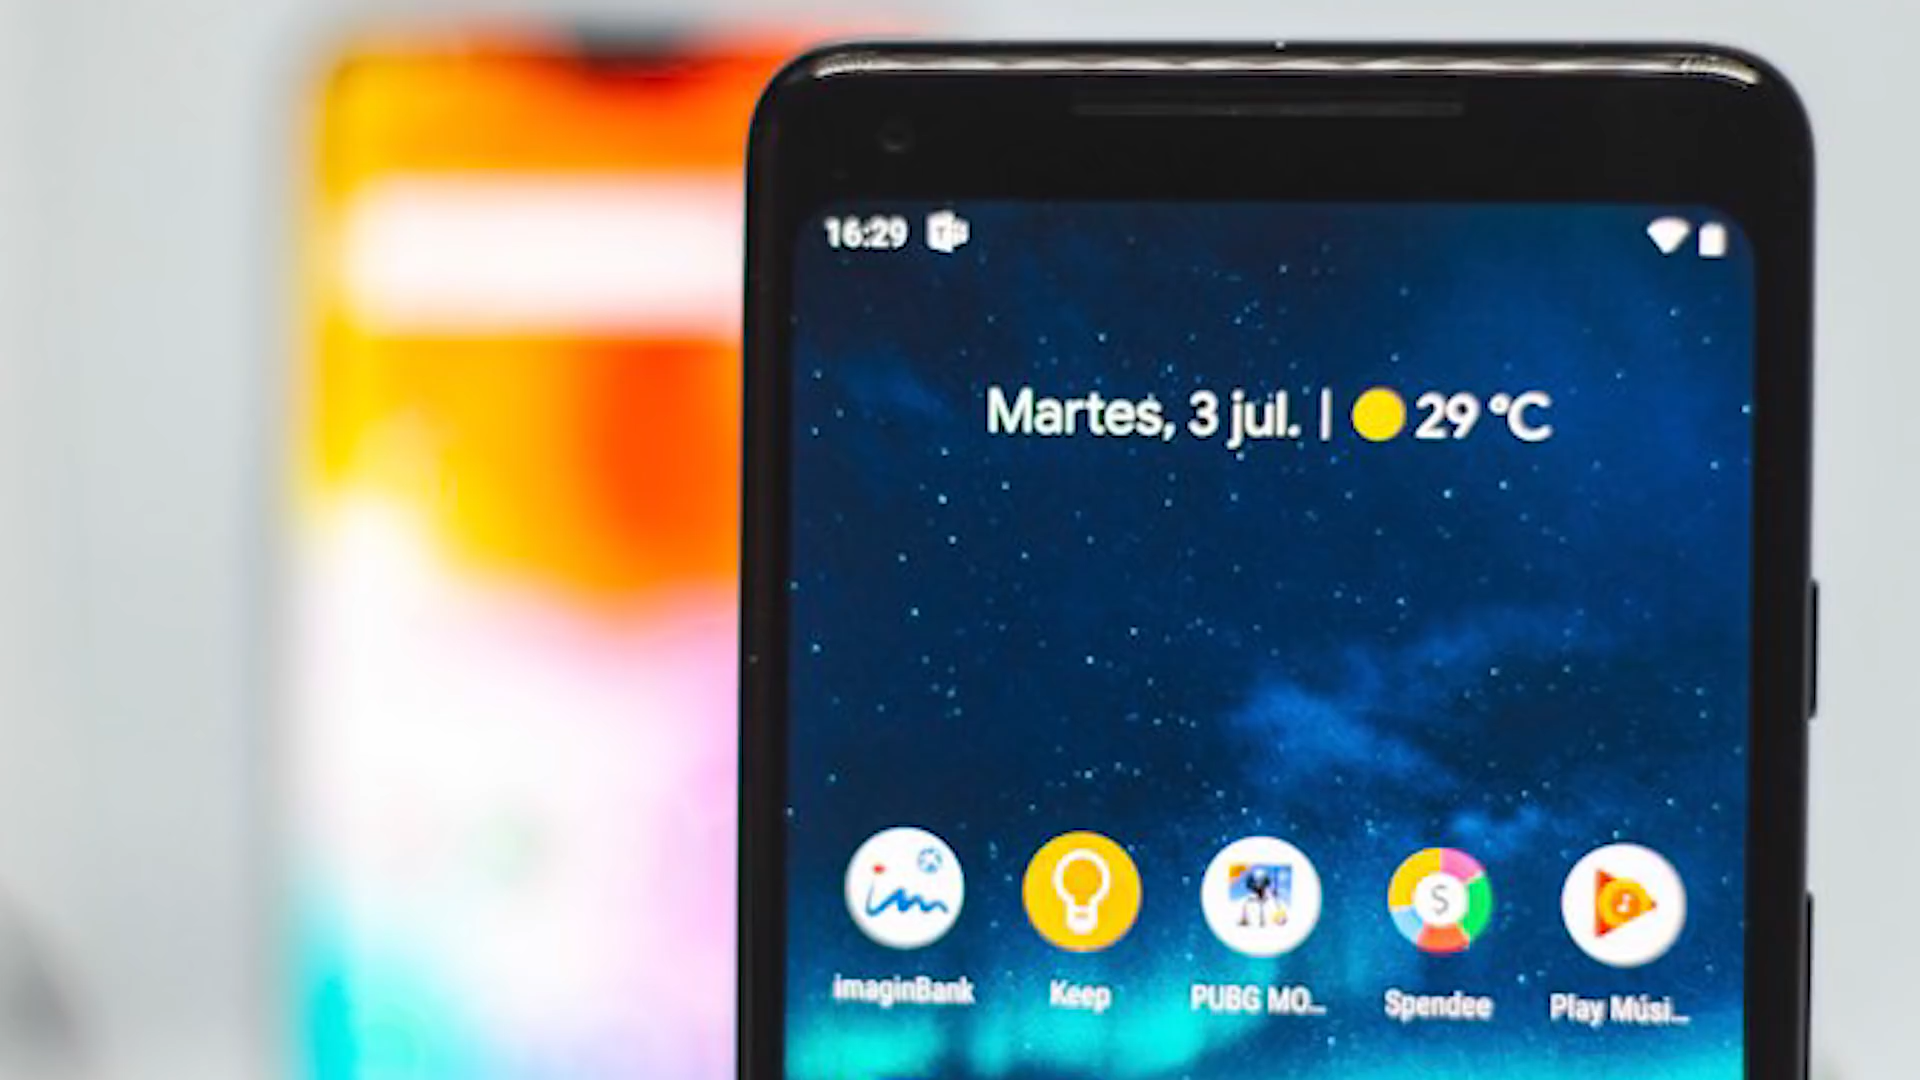 16:29
Martes, 3 jul. | 29 °C
imaginBank Keep PUBG MO... Spendee Play Músi...